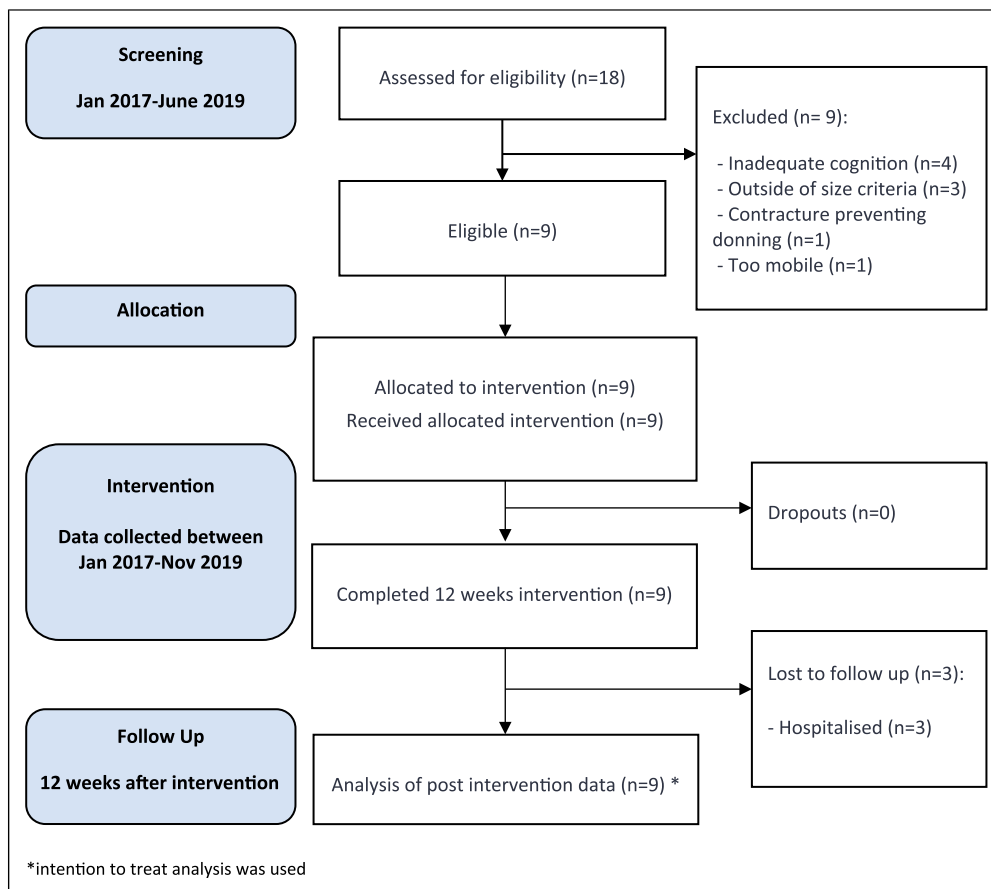 Screening
Jan 2017-June 2019
Assessed for eligibility (n=18)
Excluded (n= 9):
- Inadequate cognition (n=4)
- Outside of size criteria (n=3)
- Contracture preventing
donning (n=1)
- Too mobile (n=1)
Eligible (n=9)
Allocation
Allocated to intervention (n=9)
Received allocated intervention (n=9)
Intervention
Data collected between
Jan 2017-Nov 2019
Dropouts (n=0)
Completed 12 weeks intervention (n=9)
Lost to follow up (n=3):
- Hospitalised (n=3)
Follow Up
12 weeks after intervention
Analysis of post intervention data (n=9) *
*intention to treat analysis was used